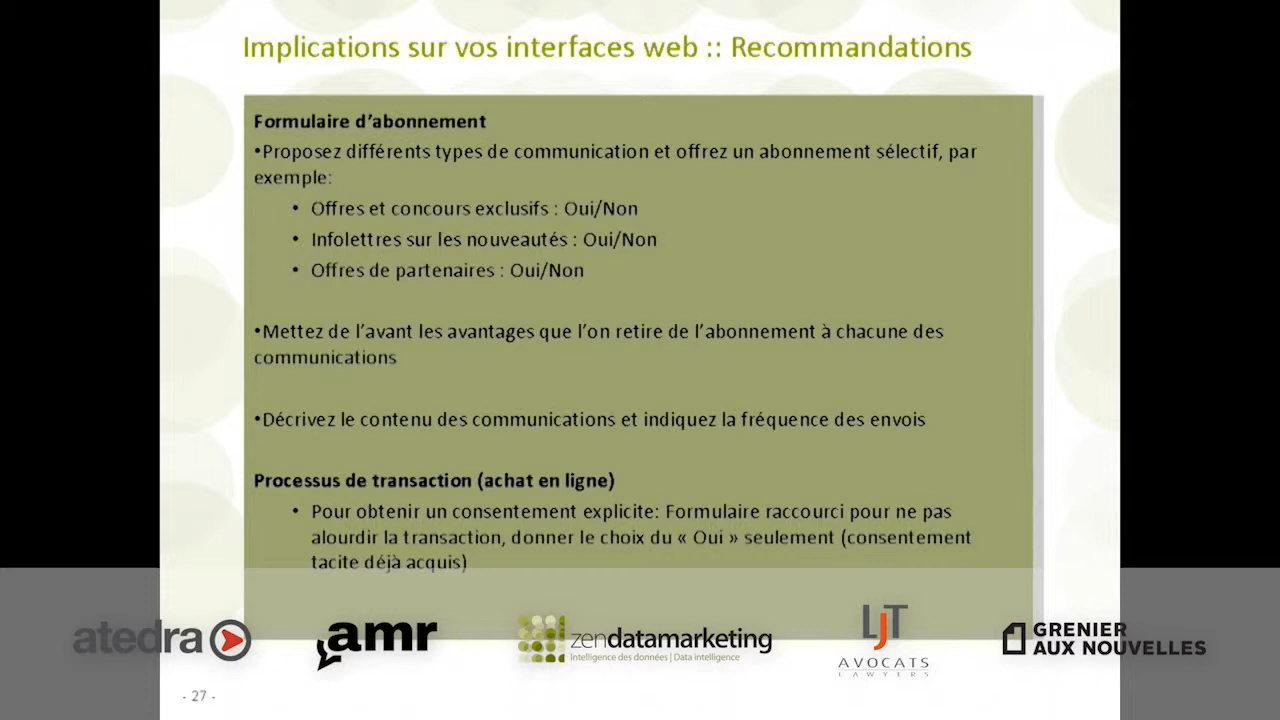 Implications sur vos interfaces web :: Recommandations
Formulaire d'abonnement
•Proposez différents types de communication et offrez un abonnement sélectif, par
exemple:
• Offres et concours exclusifs : Oui/Non
• Infolettres sur les nouveautés : Oui/Non
• Offres de partenaires : Oui/Non
•Mettez de l'avant les avantages que l'on retire de l'abonnement à chacune des
communications
•Décrivez le contenu des communications et indiquez la fréquence des envois
Processus de transaction (achat en ligne)
• Pour obtenir un consentement explicite: Formulaire raccourci pour ne pas
alourdir la transaction, donner le choix du « Oui » seulement (consentement
tacite déjà acquis)
atedra
amr
zendatamarketing
Intelligence des données | Data intelligence
LJT
AVOCATS
LAWYERS
GRENIER
AUX NOUVELLES
- 27 -